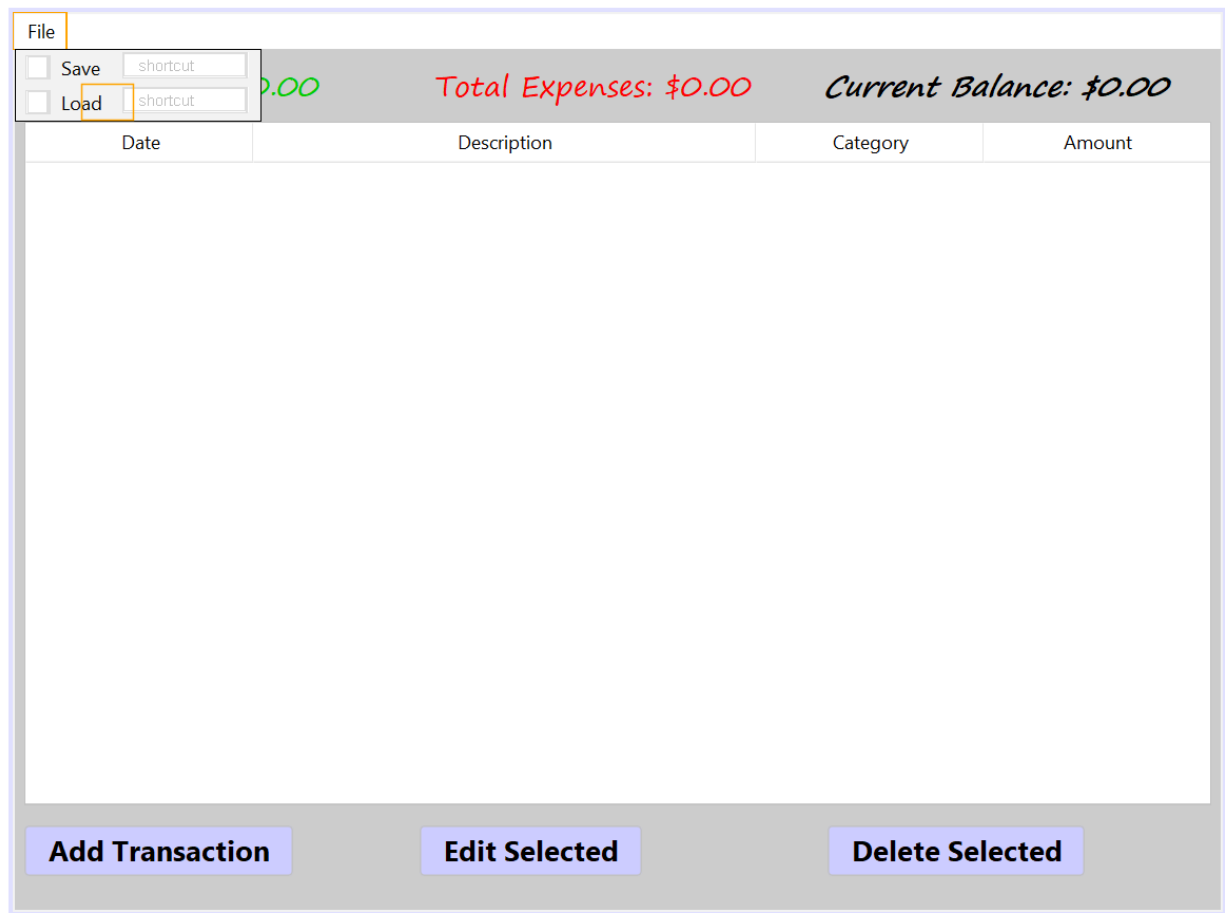 File
Save shortcut
Load shortcut
0.00 Total Expenses: $0.00 Current Balance: $0.00
Date Description Category Amount
Add Transaction Edit Selected Delete Selected